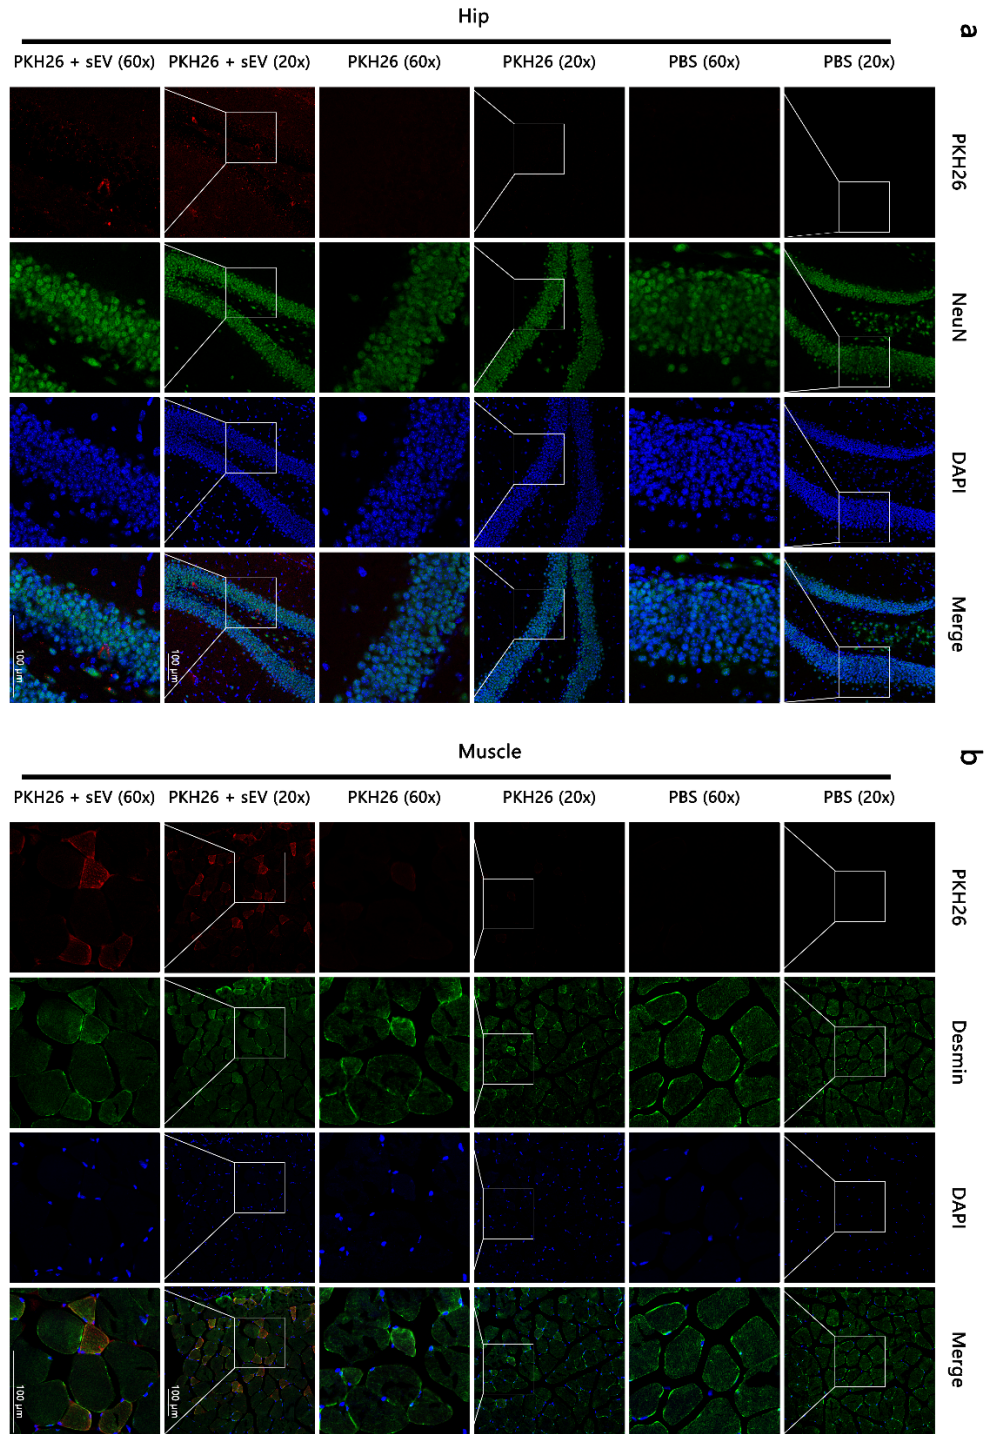 a
Hip
PKH26 + sEV (60x) PKH26 + sEV (20x) PKH26 (60x) PKH26 (20x) PBS (60x) PBS (20x)
PKH26
NeuN
DAPI
Merge
100 μm
100 μm
b
Muscle
PKH26 + sEV (60x) PKH26 + sEV (20x) PKH26 (60x) PKH26 (20x) PBS (60x) PBS (20x)
PKH26
Desmin
DAPI
Merge
100 μm
100 μm